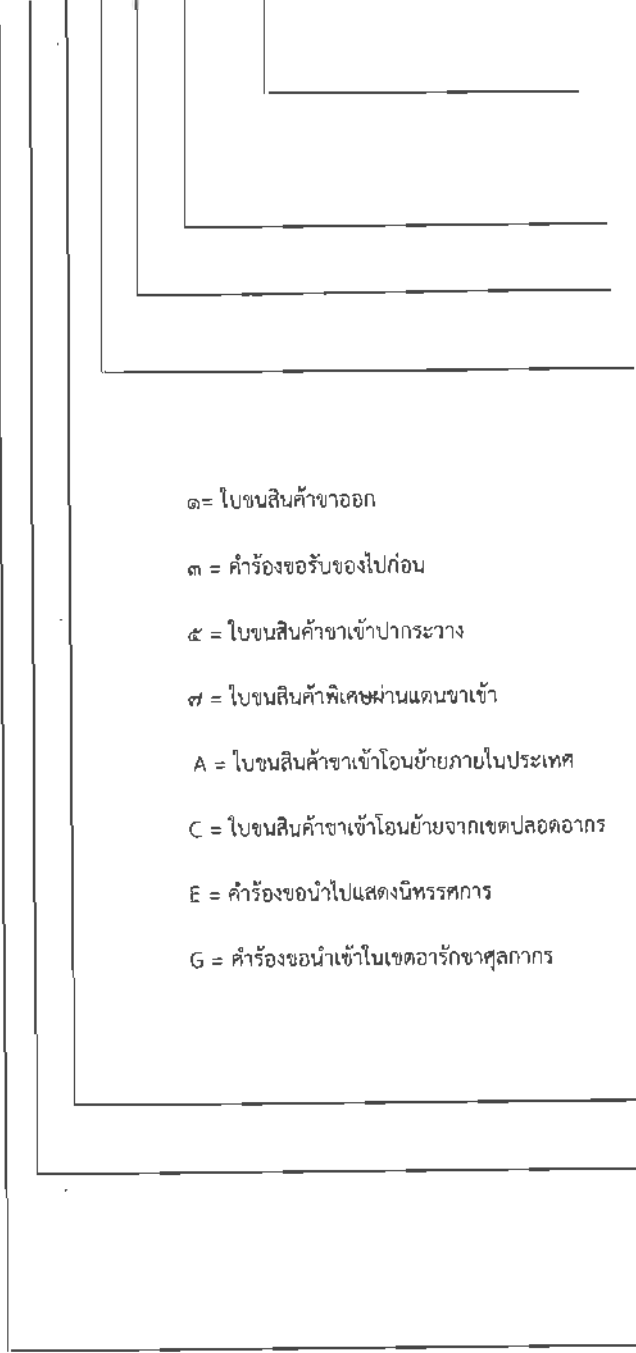 ๑= ใบขนสินค้าขาออก
๓ = คำร้องขอรับของไปก่อน
๕ = ใบขนสินค้าขาเข้าปากระวาง
๗ = ใบขนสินค้าพิเศษผ่านแดนขาเข้า
A = ใบขนสินค้าขาเข้าโอนย้ายภายในประเทศ
C = ใบขนสินค้าขาเข้าโอนย้ายจากเขตปลอดอากร
E = คำร้องขอนำไปแสดงนิทรรศการ
G = คำร้องขอนำเข้าในเขตอารักขาศุลกากร